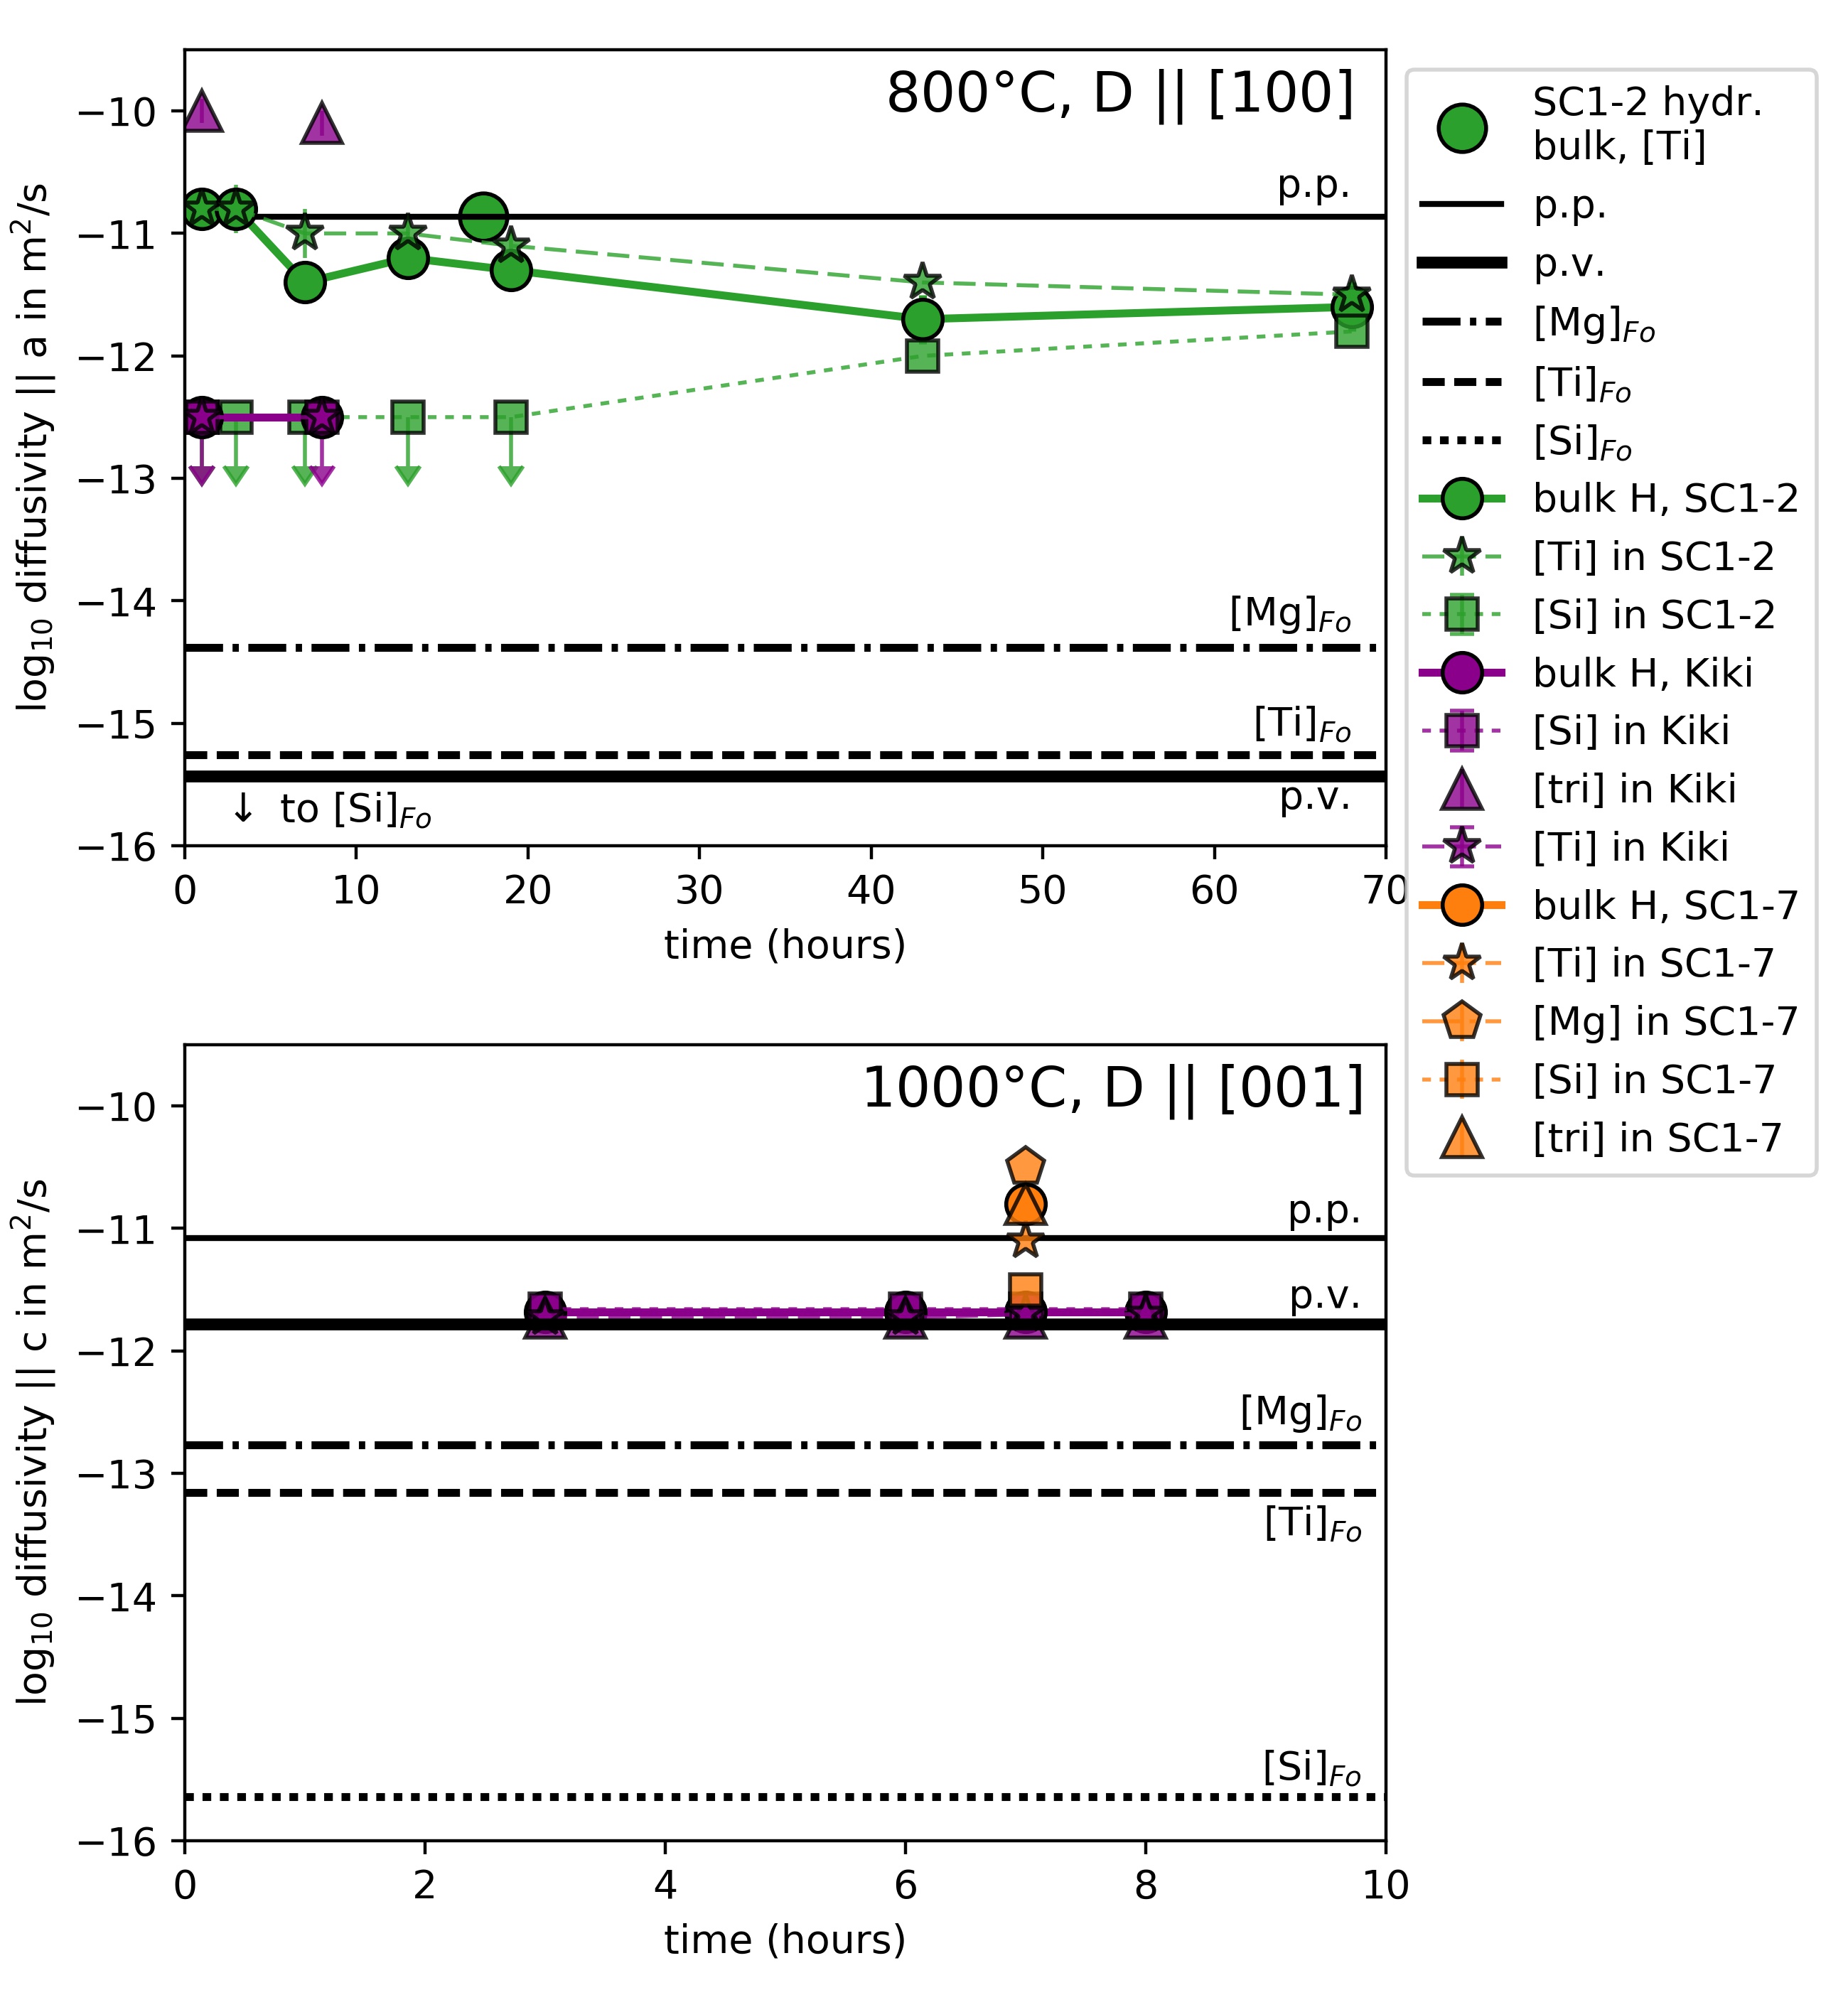 800°C, D || [100]
−10
−11
−12
−13
−14
−15
−16
log₁₀ diffusivity || a in m²/s
p.p.
[Mg]Fo
[Ti]Fo
p.v.
↓ to [Si]Fo
0 10 20 30 40 50 60 70
time (hours)
SC1-2 hydr.
bulk, [Ti]
p.p.
p.v.
[Mg]Fo
[Ti]Fo
[Si]Fo
bulk H, SC1-2
[Ti] in SC1-2
[Si] in SC1-2
bulk H, Kiki
[Si] in Kiki
[tri] in Kiki
[Ti] in Kiki
bulk H, SC1-7
[Ti] in SC1-7
[Mg] in SC1-7
[Si] in SC1-7
[tri] in SC1-7
1000°C, D || [001]
−10
−11
−12
−13
−14
−15
−16
log₁₀ diffusivity || c in m²/s
p.p.
p.v.
[Mg]Fo
[Ti]Fo
[Si]Fo
0 2 4 6 8 10
time (hours)